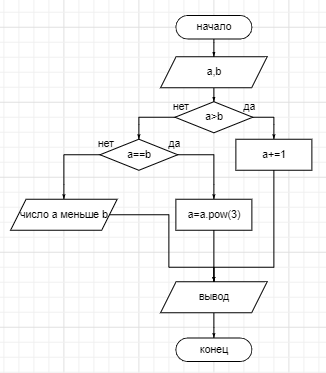 начало
a,b
a>b
нет
да
a==b
нет
да
a+=1
число a меньше b
a=a.pow(3)
вывод
конец